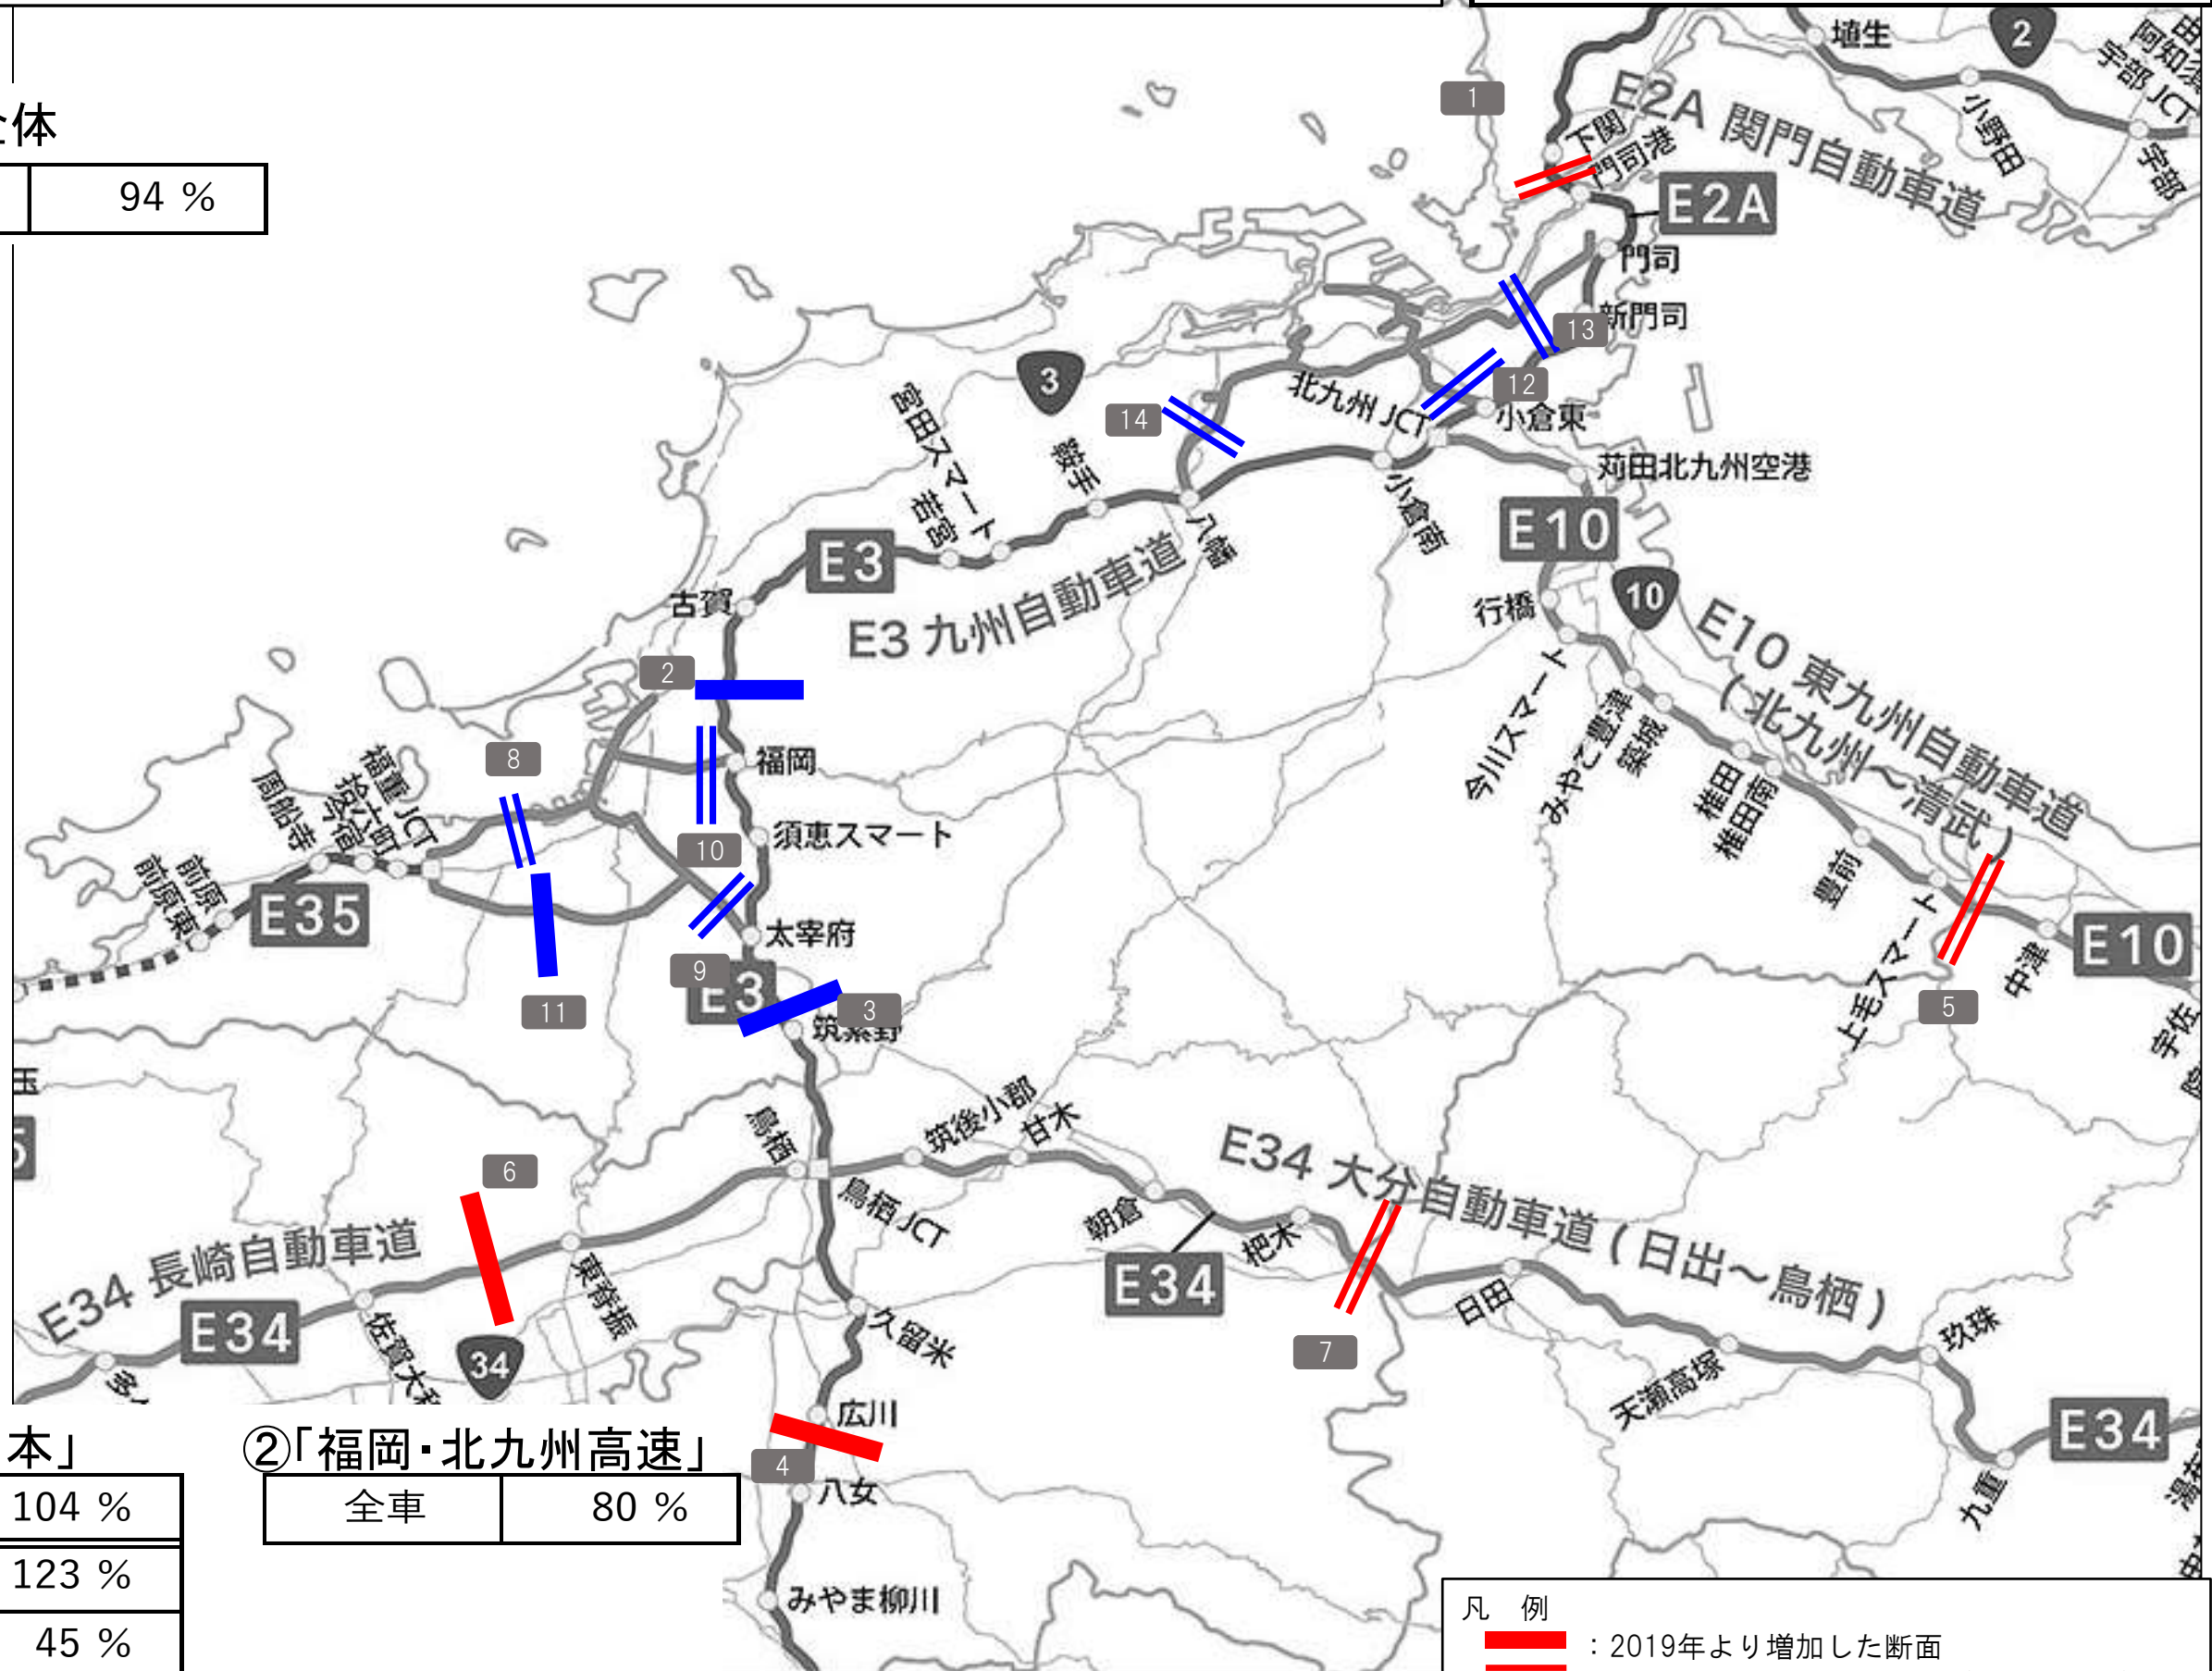 全体
94 %
1
埴生
2
宇部 JCT
小野田
宇部
E2A 関門自動車道
下関
門司港
E2A
門司
新門司
13
12
小倉東
北九州 JCT
14
3
宮田スマート
若宮
鞍手
八幡
小倉南
苅田北九州空港
E10
10
行橋
E3
E3 九州自動車道
古賀
2
福岡
8
10
須恵スマート
福重 JCT
拾六町
今宿
周船寺
前原
前原東
E35
11
9
太宰府
E3
3
筑紫野
今川スマート
みやこ豊津
築城
椎田
椎田南
豊前
上毛スマート
E10 東九州自動車道
(北九州～清武)
中津
E10
5
宇佐
玉
5
6
鳥栖
筑後小郡
甘木
鳥栖 JCT
朝倉
杷木
E34
E34 大分自動車道 ( 日出～鳥栖 )
7
日田
天瀬高塚
玖珠
九重
E34
E34 長崎自動車道
E34
佐賀大和
東脊振
34
久留米
広川
4
八女
みやま柳川
本」
104 %
123 %
45 %
②「福岡・北九州高速」
全車 80 %
凡 例
：2019年より増加した断面